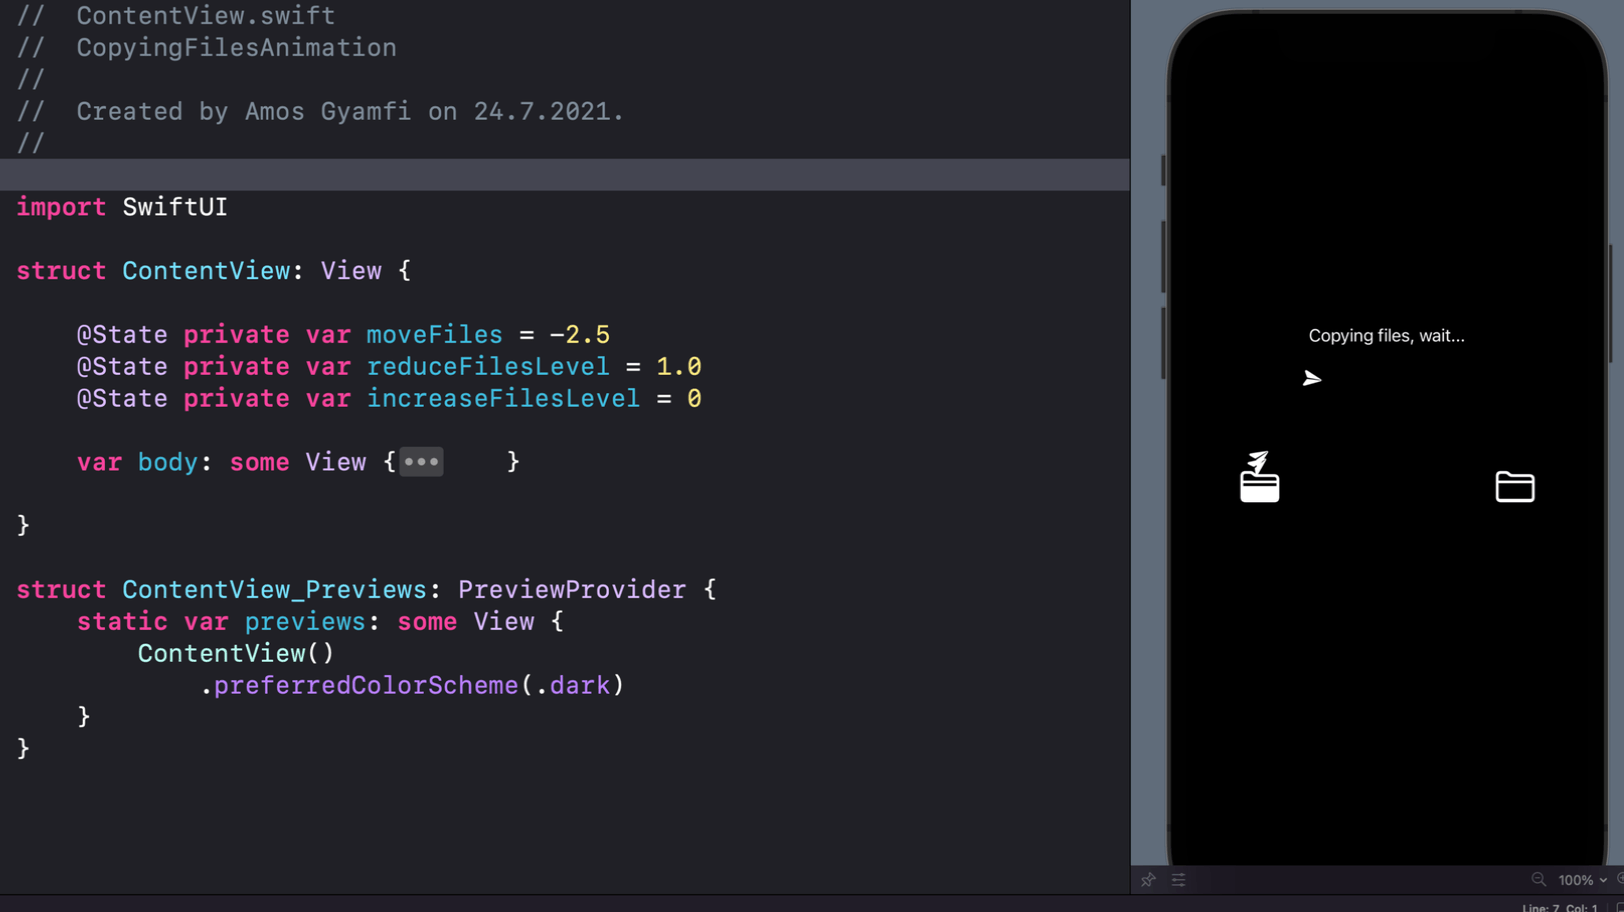 //  ContentView.swift
//  CopyingFilesAnimation
//
//  Created by Amos Gyamfi on 24.7.2021.
//
import SwiftUI
struct ContentView: View {
@State private var moveFiles = -2.5
@State private var reduceFilesLevel = 1.0
@State private var increaseFilesLevel = 0
var body: some View {••• }
}
struct ContentView_Previews: PreviewProvider {
static var previews: some View {
ContentView()
.preferredColorScheme(.dark)
}
}
Copying files, wait...
100%
Line: 7 Col: 1